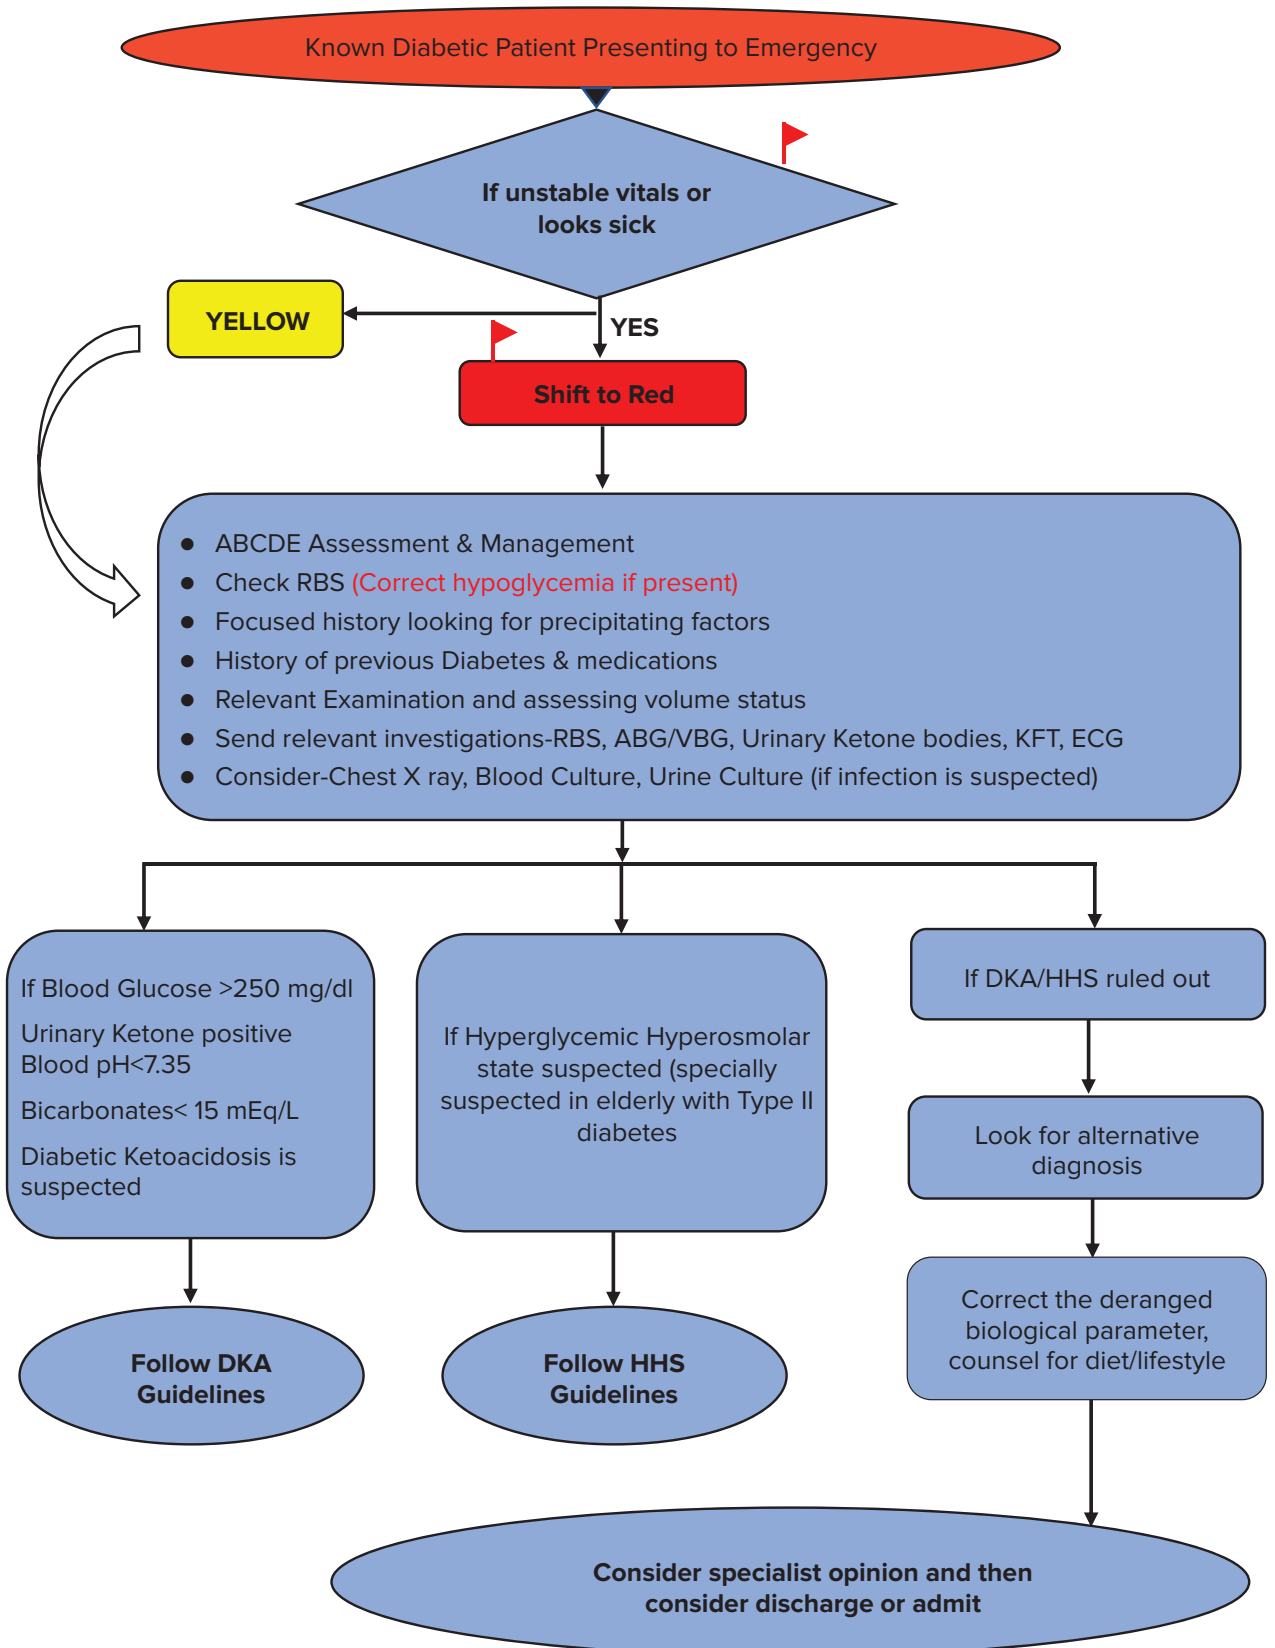 Known Diabetic Patient Presenting to Emergency
If unstable vitals or
looks sick
YELLOW
YES
Shift to Red
● ABCDE Assessment & Management
● Check RBS (Correct hypoglycemia if present)
● Focused history looking for precipitating factors
● History of previous Diabetes & medications
● Relevant Examination and assessing volume status
● Send relevant investigations-RBS, ABG/VBG, Urinary Ketone bodies, KFT, ECG
● Consider-Chest X ray, Blood Culture, Urine Culture (if infection is suspected)
If Blood Glucose >250 mg/dl
Urinary Ketone positive
Blood pH<7.35
Bicarbonates< 15 mEq/L
Diabetic Ketoacidosis is
suspected
If Hyperglycemic Hyperosmolar
state suspected (specially
suspected in elderly with Type II
diabetes
If DKA/HHS ruled out
Look for alternative
diagnosis
Correct the deranged
biological parameter,
counsel for diet/lifestyle
Follow DKA
Guidelines
Follow HHS
Guidelines
Consider specialist opinion and then
consider discharge or admit